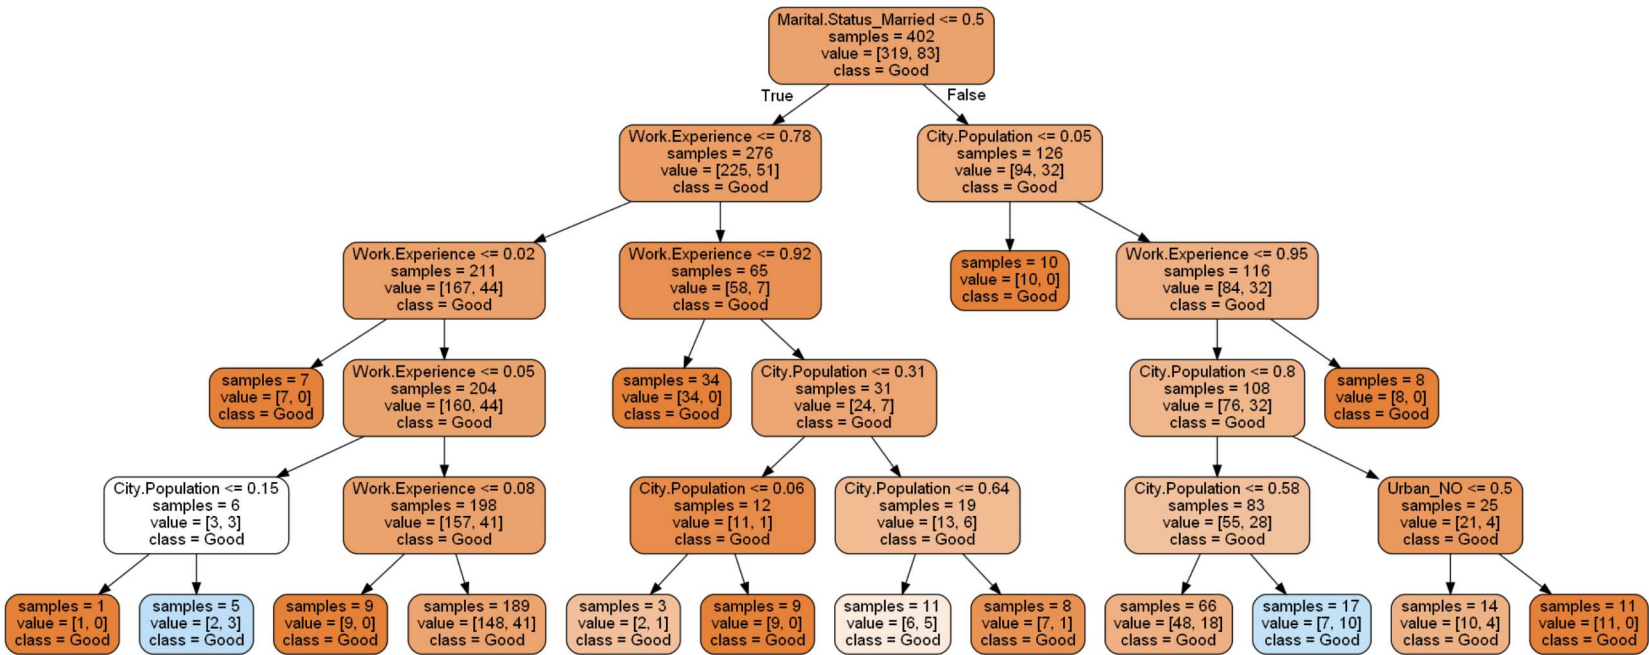 Marital.Status_Married <= 0.5
samples = 402
value = [319, 83]
class = Good
True
False
Work.Experience <= 0.78
samples = 276
value = [225, 51]
class = Good
City.Population <= 0.05
samples = 126
value = [94, 32]
class = Good
Work.Experience <= 0.02
samples = 211
value = [167, 44]
class = Good
Work.Experience <= 0.92
samples = 65
value = [58, 7]
class = Good
samples = 10
value = [10, 0]
class = Good
Work.Experience <= 0.95
samples = 116
value = [84, 32]
class = Good
samples = 7
value = [7, 0]
class = Good
Work.Experience <= 0.05
samples = 204
value = [160, 44]
class = Good
samples = 34
value = [34, 0]
class = Good
City.Population <= 0.31
samples = 31
value = [24, 7]
class = Good
City.Population <= 0.8
samples = 108
value = [76, 32]
class = Good
samples = 8
value = [8, 0]
class = Good
City.Population <= 0.15
samples = 6
value = [3, 3]
class = Good
Work.Experience <= 0.08
samples = 198
value = [157, 41]
class = Good
City.Population <= 0.06
samples = 12
value = [11, 1]
class = Good
City.Population <= 0.64
samples = 19
value = [13, 6]
class = Good
City.Population <= 0.58
samples = 83
value = [55, 28]
class = Good
Urban_NO <= 0.5
samples = 25
value = [21, 4]
class = Good
samples = 1
value = [1, 0]
class = Good
samples = 5
value = [2, 3]
class = Good
samples = 9
value = [9, 0]
class = Good
samples = 189
value = [148, 41]
class = Good
samples = 3
value = [2, 1]
class = Good
samples = 9
value = [9, 0]
class = Good
samples = 11
value = [6, 5]
class = Good
samples = 8
value = [7, 1]
class = Good
samples = 66
value = [48, 18]
class = Good
samples = 17
value = [7, 10]
class = Good
samples = 14
value = [10, 4]
class = Good
samples = 11
value = [11, 0]
class = Good